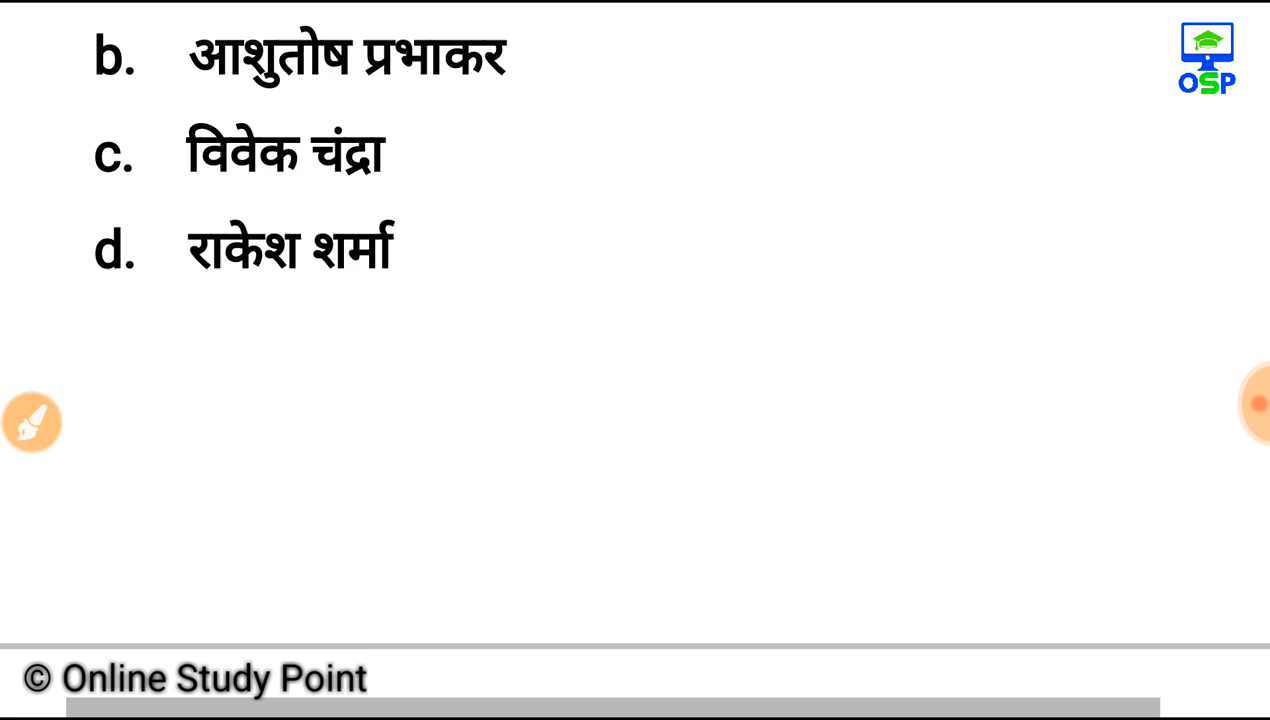 b. आशुतोष प्रभाकर
OSP
c. विवेक चंद्रा
d. राकेश शर्मा
© Online Study Point